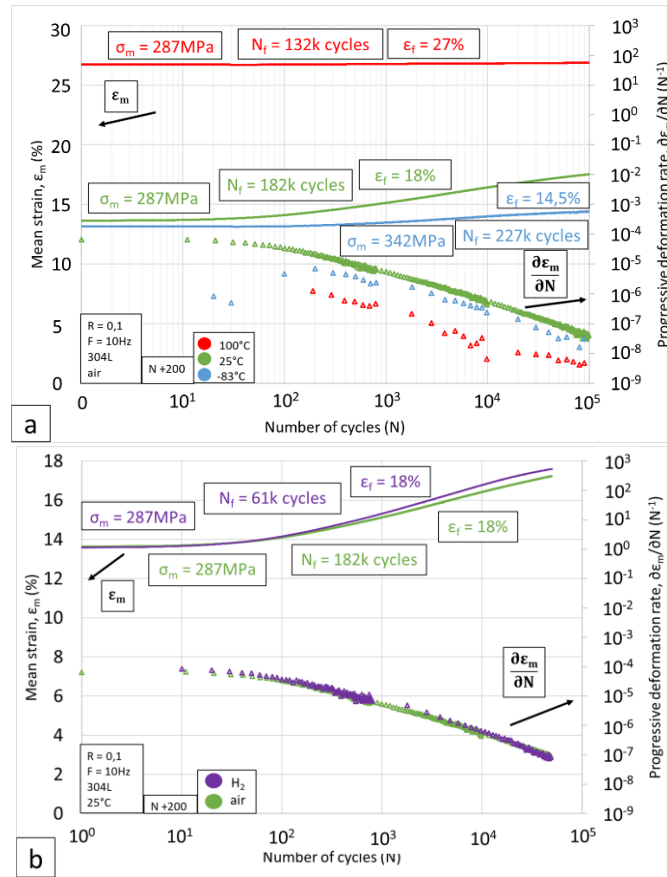 30
25
20
15
10
5
0
Mean strain, εm (%)
10³
10²
10¹
10⁰
10⁻¹
10⁻²
10⁻³
10⁻⁴
10⁻⁵
10⁻⁶
10⁻⁷
10⁻⁸
10⁻⁹
Progressive deformation rate, ∂εm/∂N (N⁻¹)
σm = 287MPa
Nf = 132k cycles
εf = 27%
εm
Nf = 182k cycles
εf = 18%
σm = 287MPa
εf = 14,5%
σm = 342MPa
Nf = 227k cycles
∂εm
∂N
R = 0,1
F = 10Hz
304L
air
N +200
100°C
25°C
-83°C
0
10¹
10²
10³
10⁴
10⁵
Number of cycles (N)
a
18
16
14
12
10
8
6
4
2
0
Mean strain, εm (%)
10³
10²
10¹
10⁰
10⁻¹
10⁻²
10⁻³
10⁻⁴
10⁻⁵
10⁻⁶
10⁻⁷
10⁻⁸
10⁻⁹
Progressive deformation rate, ∂εm/∂N (N⁻¹)
σm = 287MPa
Nf = 61k cycles
εf = 18%
εf = 18%
σm = 287MPa
Nf = 182k cycles
εm
∂εm
∂N
R = 0,1
F = 10Hz
304L
25°C
N +200
H₂
air
10⁰
10¹
10²
10³
10⁴
10⁵
Number of cycles (N)
b